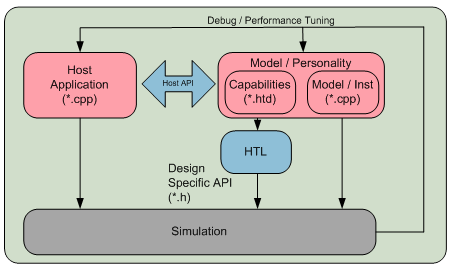 Debug / Performance Tuning
Host
Application
(*.cpp)
Host API
Model / Personality
Capabilities
(*.htd)
Model / Inst
(*.cpp)
HTL
Design
Specific API
(*.h)
Simulation